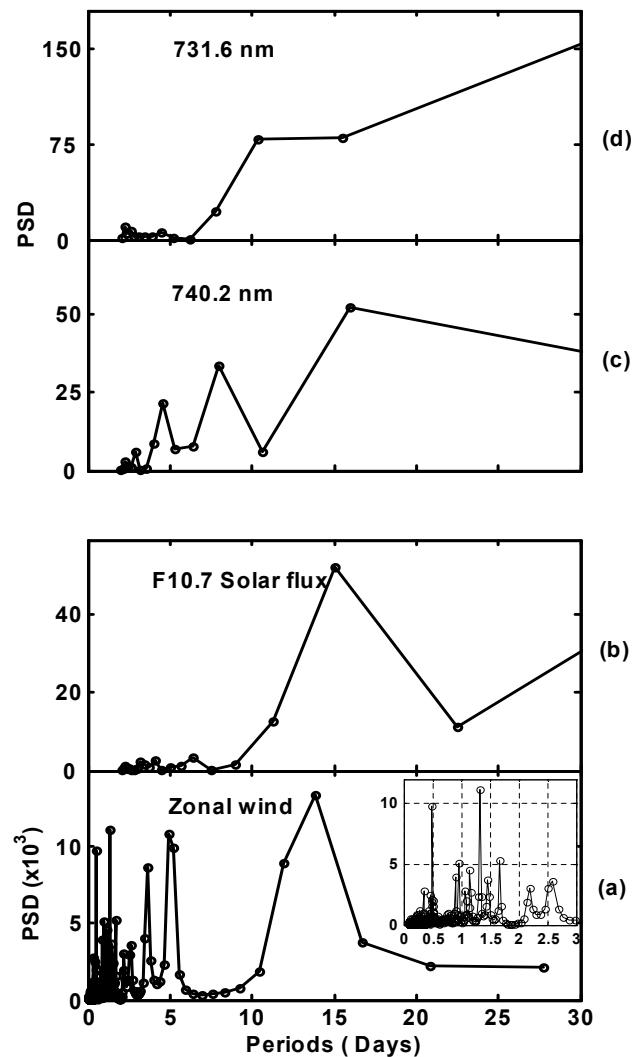 150
731.6 nm
75
(d)
PSD
0
740.2 nm
50
(c)
25
0
F10.7 Solar flux
40
(b)
20
0
Zonal wind
10
10
5
PSD (x10³)
5
(a)
0
0 0.5 1 1.5 2 2.5 3
0
0 5 10 15 20 25 30
Periods ( Days)